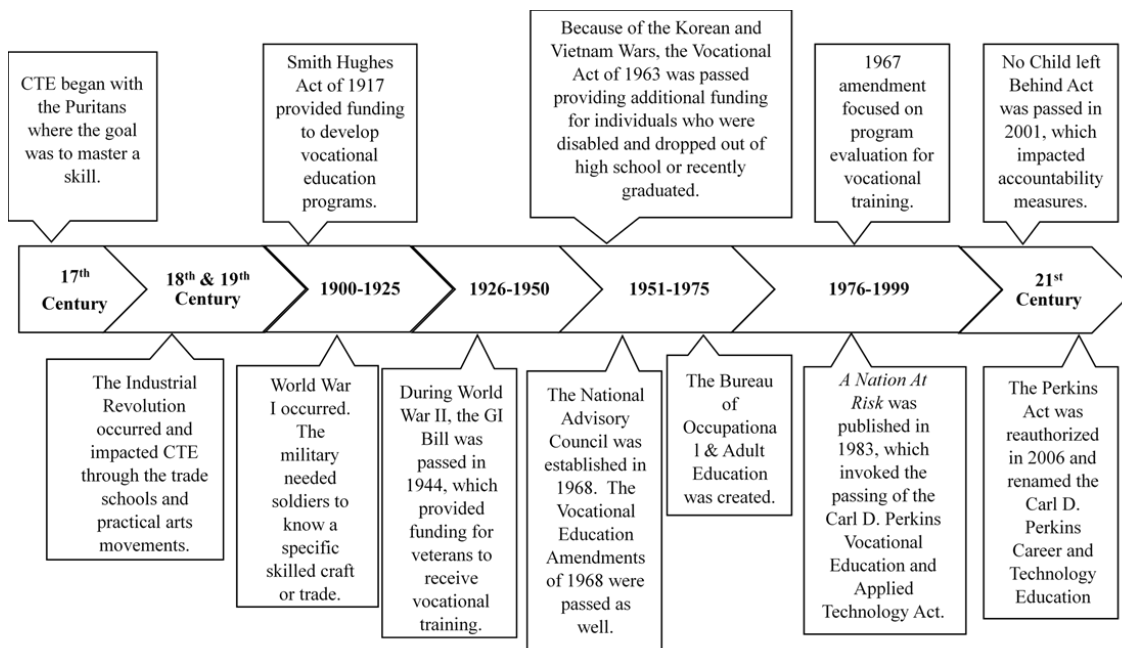 CTE began with
the Puritans
where the goal
was to master a
skill.
Smith Hughes
Act of 1917
provided funding
to develop
vocational
education
programs.
Because of the Korean and
Vietnam Wars, the Vocational
Act of 1963 was passed
providing additional funding
for individuals who were
disabled and dropped out of
high school or recently
graduated.
1967
amendment
focused on
program
evaluation for
vocational
training.
No Child left
Behind Act
was passed in
2001, which
impacted
accountability
measures.
17th
Century
18th & 19th
Century
1900-1925
1926-1950
1951-1975
1976-1999
21st
Century
The Industrial
Revolution
occurred and
impacted CTE
through the trade
schools and
practical arts
movements.
World War
I occurred.
The
military
needed
soldiers to
know a
specific
skilled craft
or trade.
During World
War II, the GI
Bill was
passed in
1944, which
provided
funding for
veterans to
receive
vocational
training.
The National
Advisory
Council was
established in
1968. The
Vocational
Education
Amendments
of 1968 were
passed as
well.
The Bureau
of
Occupationa
l & Adult
Education
was created.
A Nation At
Risk was
published in
1983, which
invoked the
passing of the
Carl D. Perkins
Vocational
Education and
Applied
Technology Act.
The Perkins
Act was
reauthorized
in 2006 and
renamed the
Carl D.
Perkins
Career and
Technology
Education